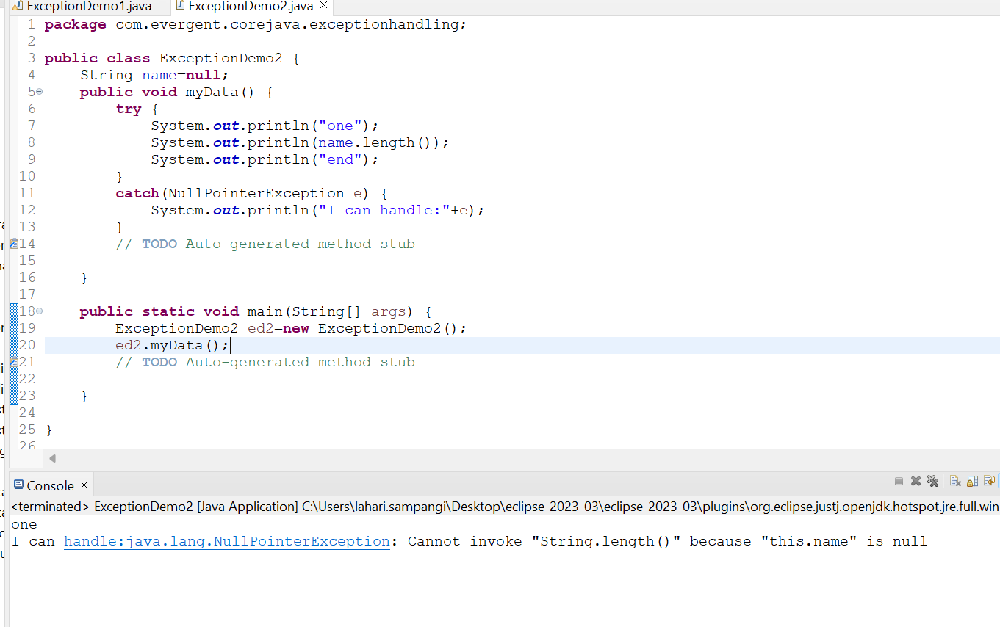 ExceptionDemo1.java ExceptionDemo2.java
1 package com.evergent.corejava.exceptionhandling;
2
3 public class ExceptionDemo2 {
4 String name=null;
5 public void myData() {
6 try {
7 System.out.println("one");
8 System.out.println(name.length());
9 System.out.println("end");
10 }
11 catch(NullPointerException e) {
12 System.out.println("I can handle:"+e);
13 }
14 // TODO Auto-generated method stub
15
16 }
17
18 public static void main(String[] args) {
19 ExceptionDemo2 ed2=new ExceptionDemo2();
20 ed2.myData();
21 // TODO Auto-generated method stub
22
23 }
24
25 }
26
Console
<terminated> ExceptionDemo2 [Java Application] C:\Users\lahari.sampangi\Desktop\eclipse-2023-03\eclipse-2023-03\plugins\org.eclipse.justj.openjdk.hotspot.jre.full.win
one
I can handle:java.lang.NullPointerException: Cannot invoke "String.length()" because "this.name" is null